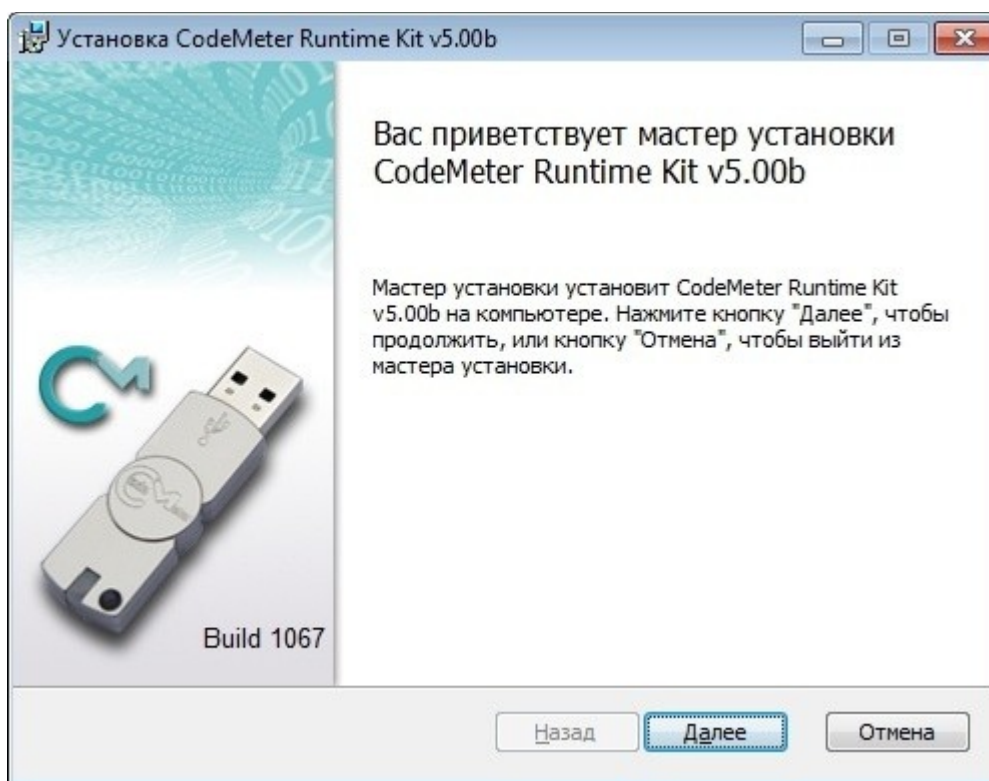 Установка CodeMeter Runtime Kit v5.00b
Вас приветствует мастер установки
CodeMeter Runtime Kit v5.00b
Мастер установки установит CodeMeter Runtime Kit
v5.00b на компьютере. Нажмите кнопку "Далее", чтобы
продолжить, или кнопку "Отмена", чтобы выйти из
мастера установки.
Build 1067
Назад
Далее
Отмена